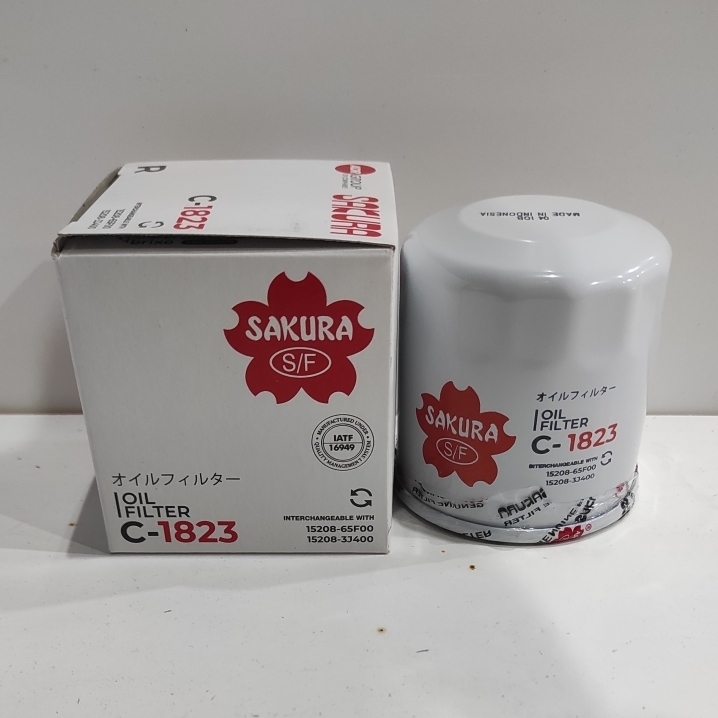 R
C-1823
C
SAKURA
SAKURA
S/F
MANUFACTURED UNDER
IATF
16949
QUALITY MANAGEMENT SYSTEM
オイルフィルター
OIL
FILTER
C-1823
INTERCHANGEABLE WITH
15208-65F00
15208-3J400
04 IGB
MADE IN INDONESIA
SAKURA
S/F
オイルフィルター
OIL
FILTER
C-1823
INTERCHANGEABLE WITH
15208-65F00
15208-3J400